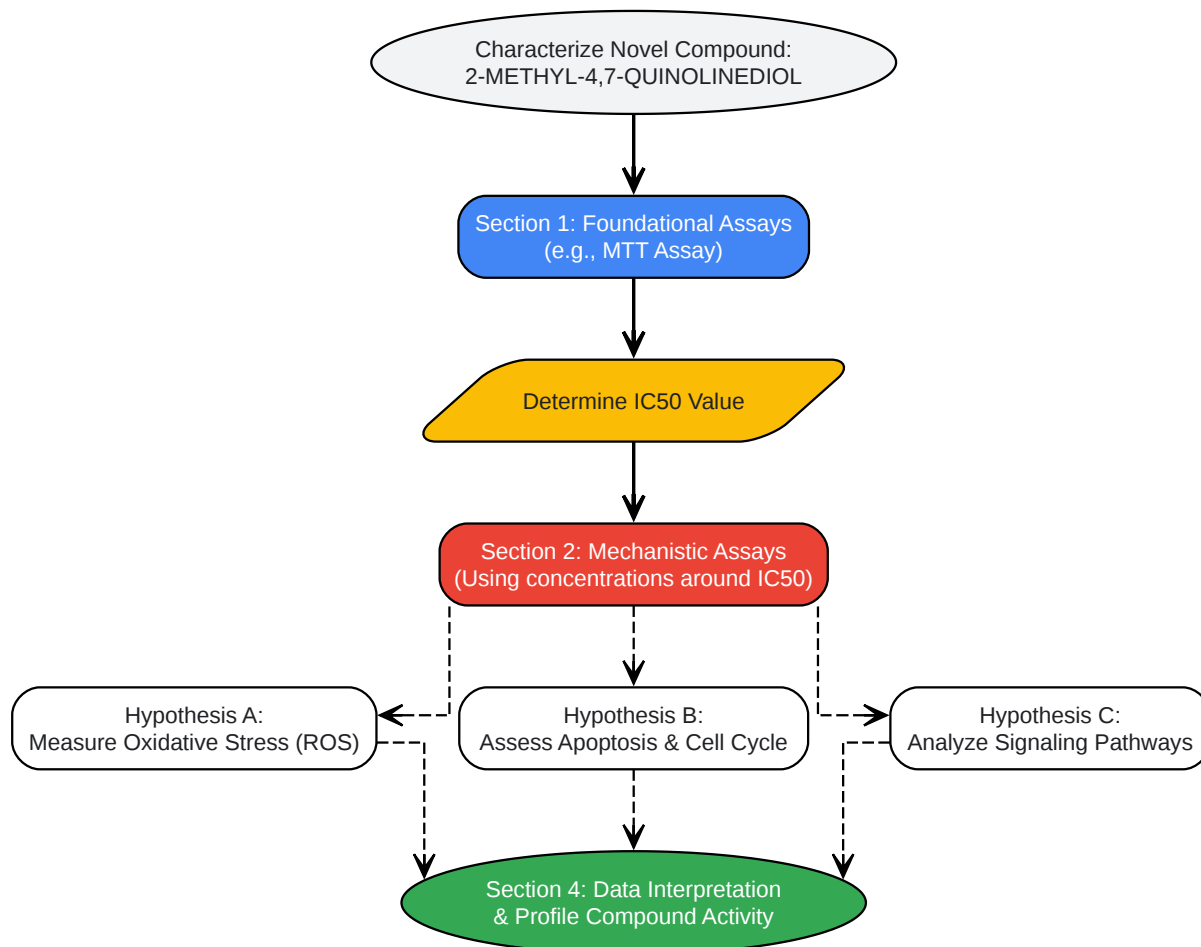 Characterize Novel Compound:
2-METHYL-4,7-QUINOLINEDIOL
Section 1: Foundational Assays
(e.g., MTT Assay)
Determine IC50 Value
Section 2: Mechanistic Assays
(Using concentrations around IC50)
Hypothesis A:
Measure Oxidative Stress (ROS)
Hypothesis B:
Assess Apoptosis & Cell Cycle
Hypothesis C:
Analyze Signaling Pathways
Section 4: Data Interpretation
& Profile Compound Activity